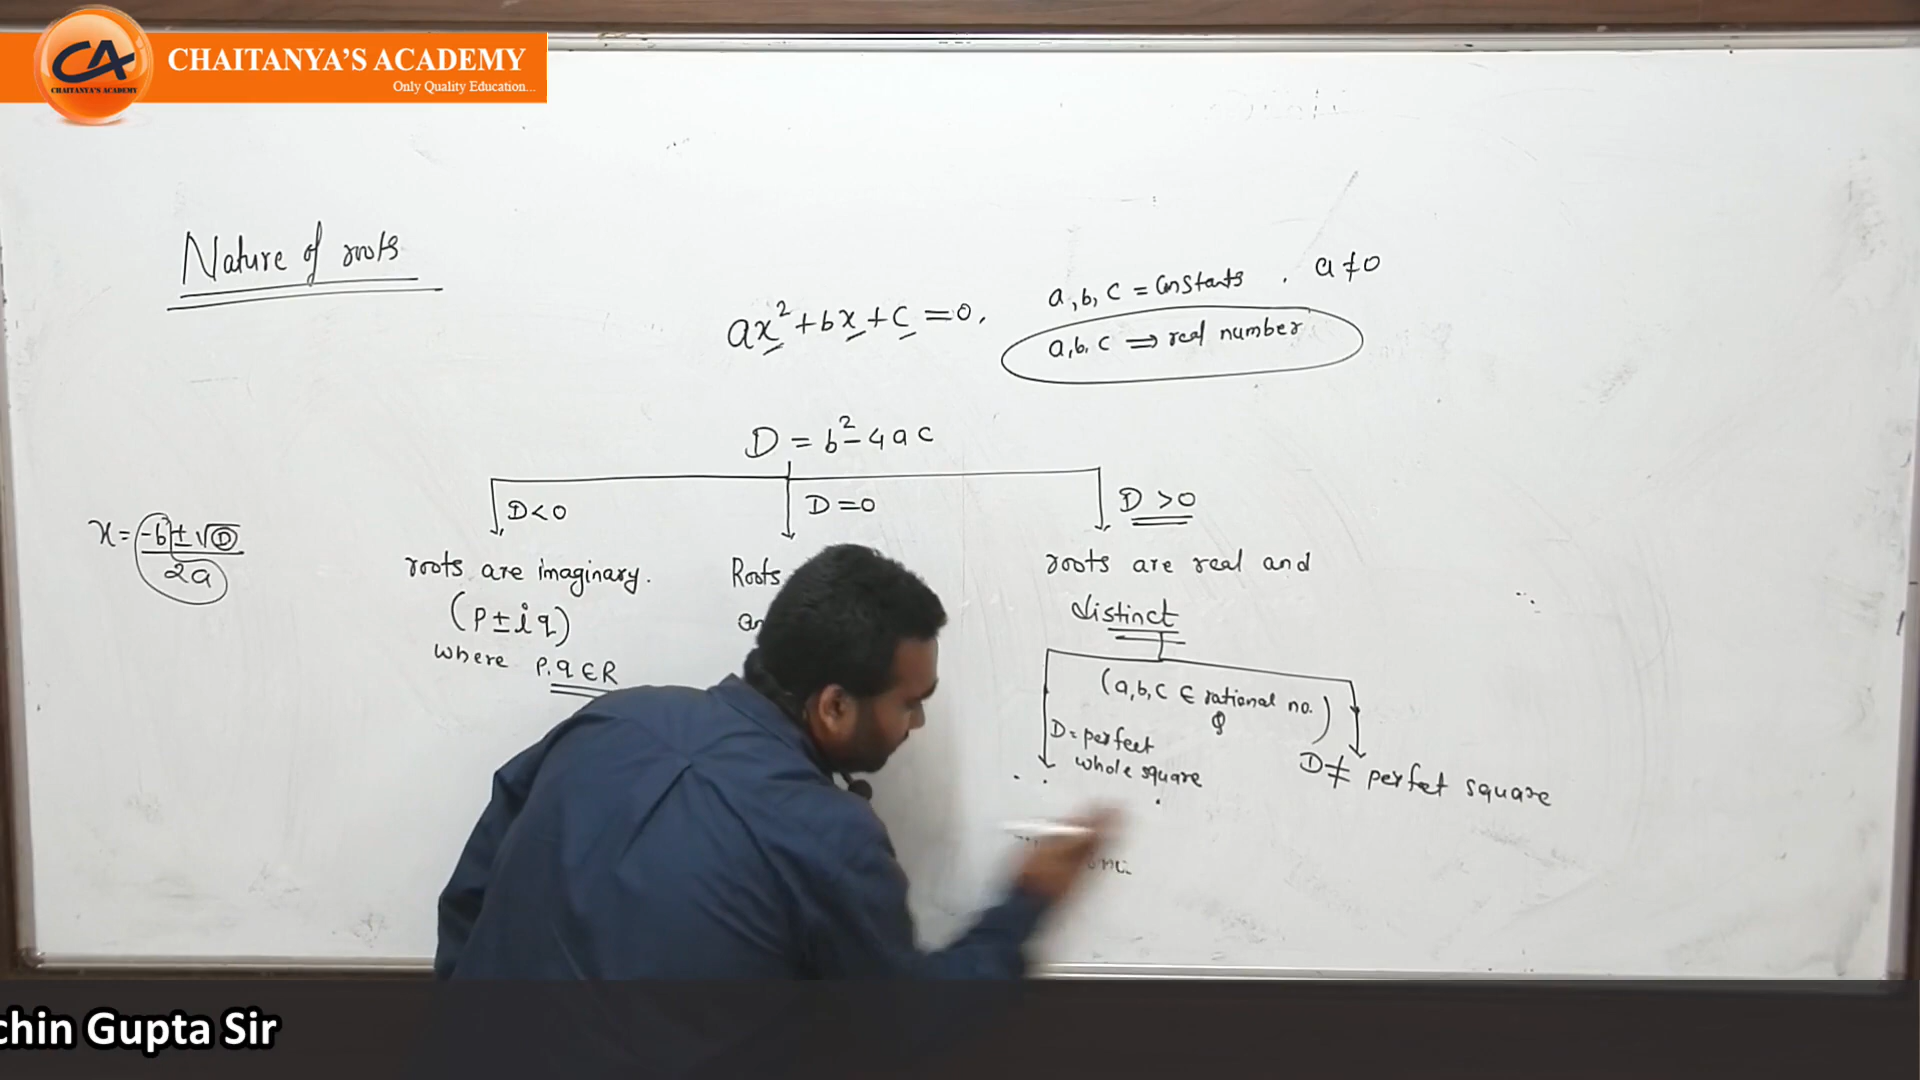 CHAITANYA'S ACADEMY
Only Quality Education...
CA
CHAITANYA'S ACADEMY
Nature of roots
ax²+bx+c=0,
a,b,c = constants . a≠0
a,b,c ⇒ real number
D = b²-4ac
D<0
D=0
D>0
x = -b±√D
2a
roots are imaginary.
(p±iq)
where p,q∈R
Roots
roots are real and
distinct
(a,b,c ∈ rational no.)
Q
D = perfect
whole square
D≠ perfect square
chin Gupta Sir